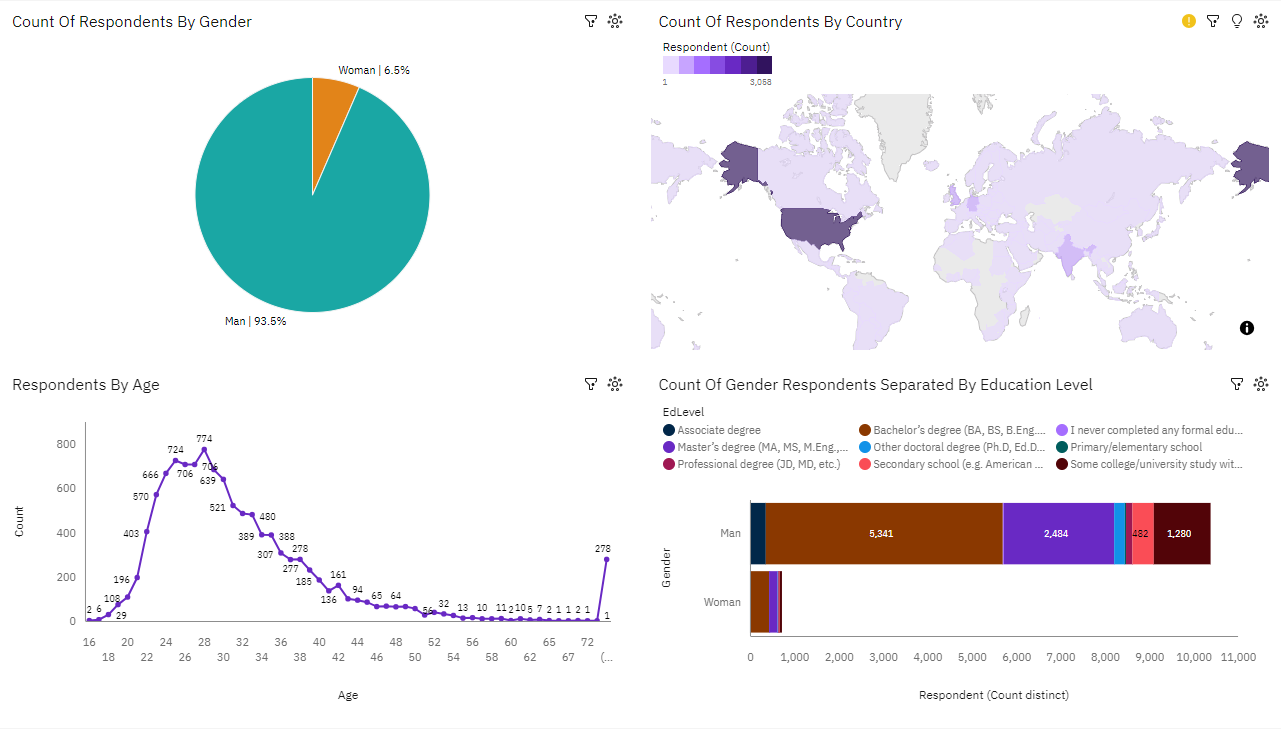 Count Of Respondents By Gender
Woman | 6.5%
Man | 93.5%
Count Of Respondents By Country
Respondent (Count)
1 3,058
Respondents By Age
Count
800
600
400
200
0
2 6 108 29 196 403 570 666 724 706 774 706 639 521 389 480 307 388 277 278 185 136 161 94 65 64 56 32 13 10 11 2 10 5 7 2 1 1 2 1 278 1
16 20 24 28 32 36 40 44 48 52 56 60 64 72
18 22 26 30 34 38 42 46 50 54 58 62 67 (...
Age
Count Of Gender Respondents Separated By Education Level
EdLevel
Associate degree Bachelor’s degree (BA, BS, B.Eng.... I never completed any formal edu...
Master’s degree (MA, MS, M.Eng.,... Other doctoral degree (Ph.D, Ed.D... Primary/elementary school
Professional degree (JD, MD, etc.) Secondary school (e.g. American ... Some college/university study wit...
Gender
Man 5,341 2,484 482 1,280
Woman
0 1,000 2,000 3,000 4,000 5,000 6,000 7,000 8,000 9,000 10,000 11,000
Respondent (Count distinct)